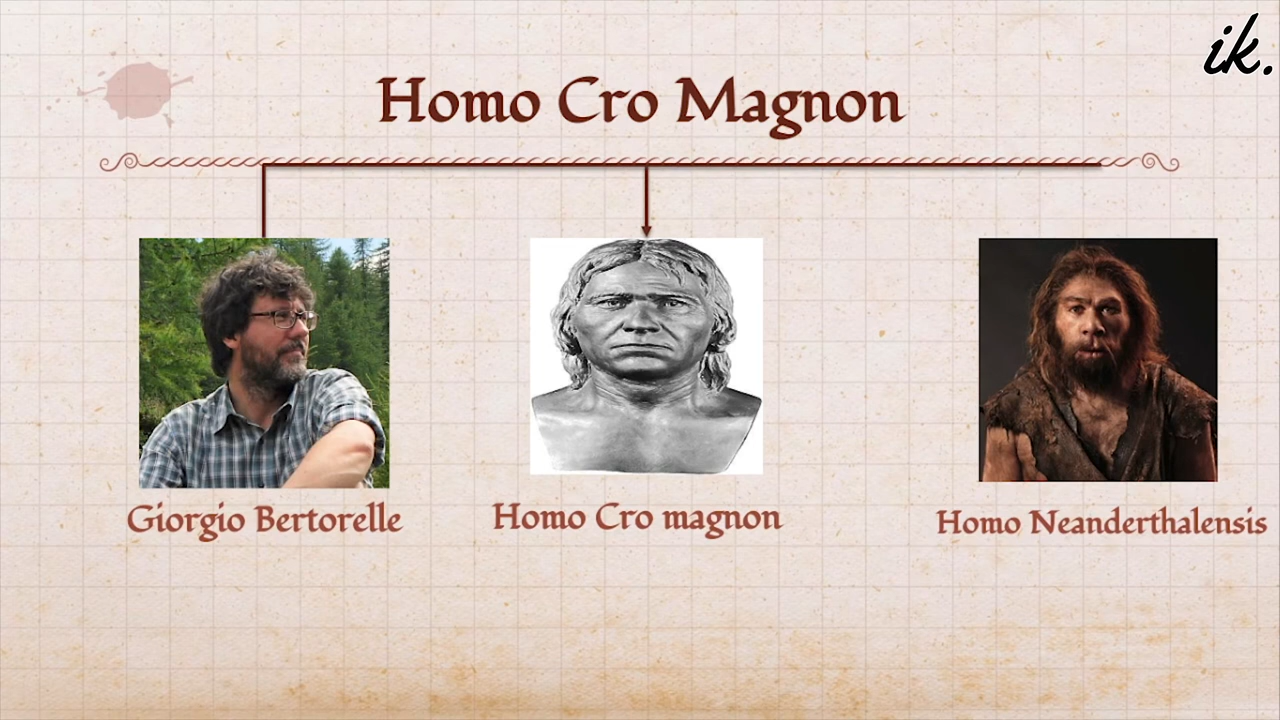 ik.
Homo Cro Magnon
Giorgio Bertorelle
Homo Cro magnon
Homo Neanderthalensis